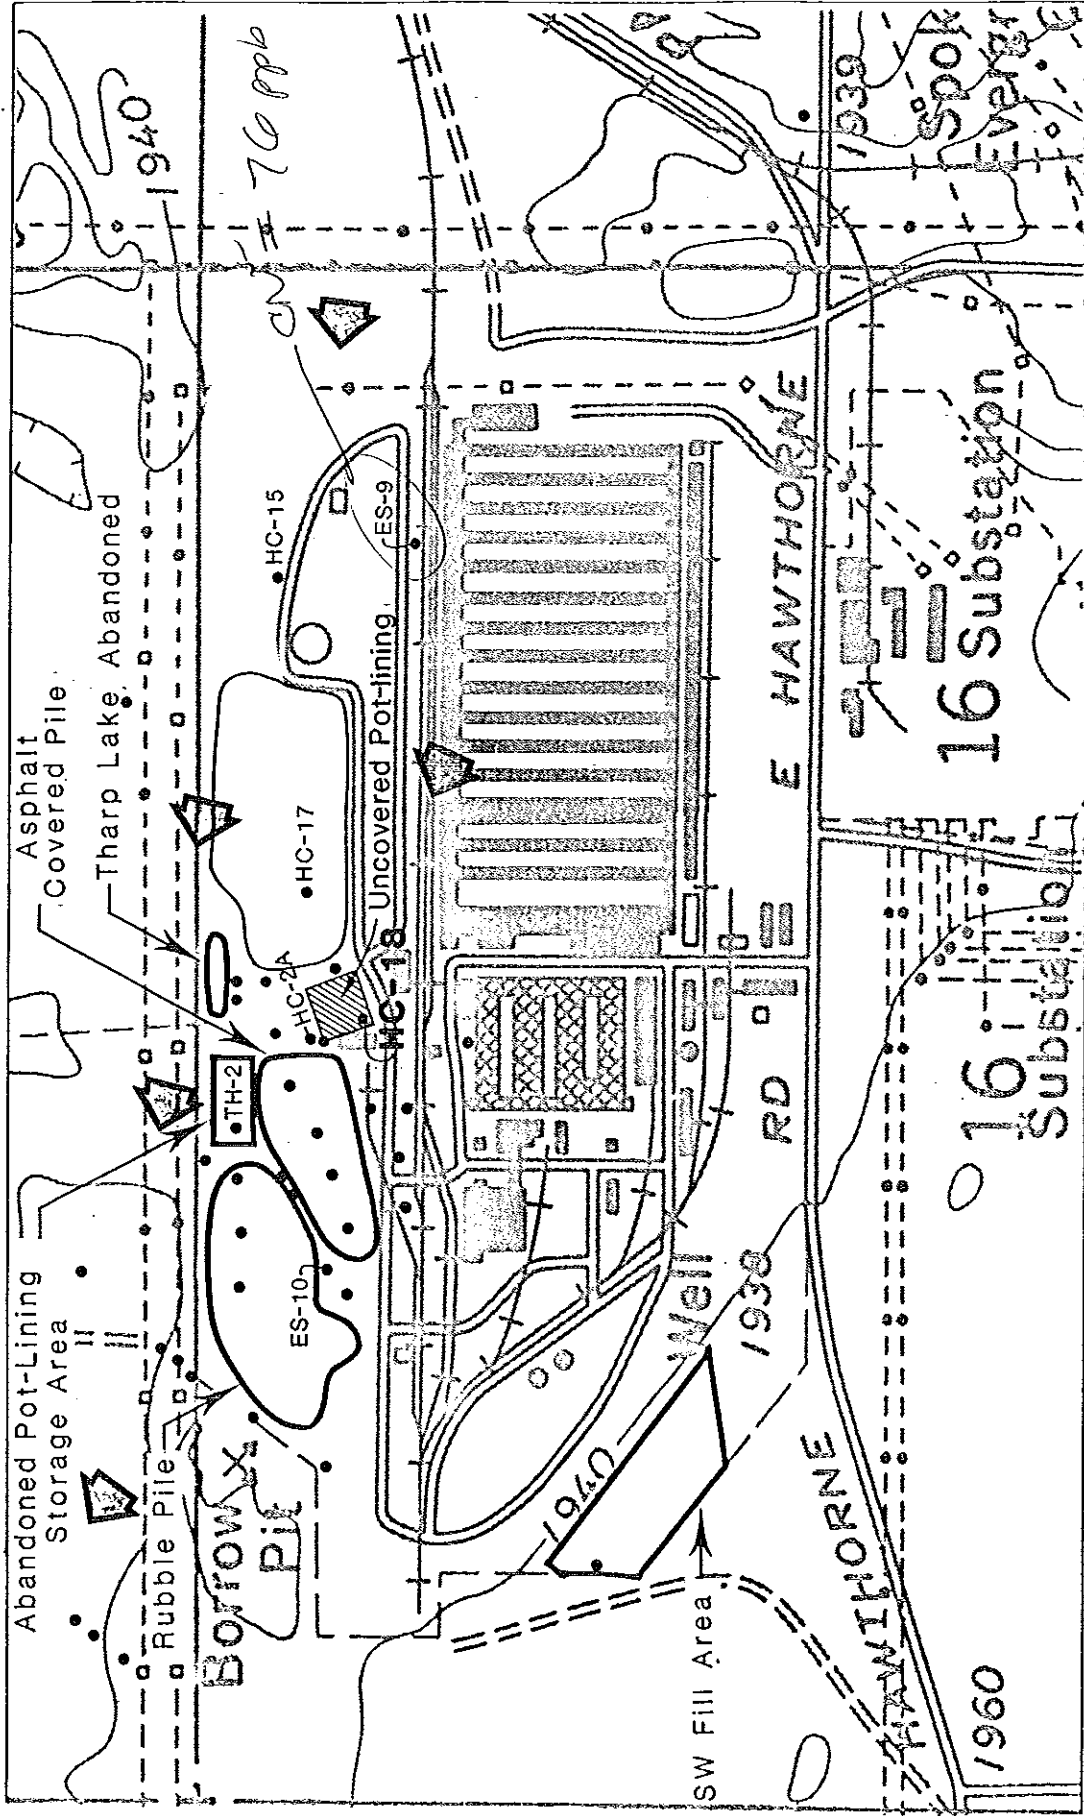 Abandoned Pot-Lining
Storage Area
Asphalt
Covered Pile
Tharp Lake Abandoned
1940
Rubble Pile
Borrow
Pit
TH-2
ES-10
HC-2A
HC-17
HC-15
ES-9
Uncovered Pot-lining
HC-18
76 ppb
1940
Well
1938
SW Fill Area
E HAWTHORNE
RD
HAWTHORNE
1960
16
Substation
16 Substation
1939
Spok
Evergr